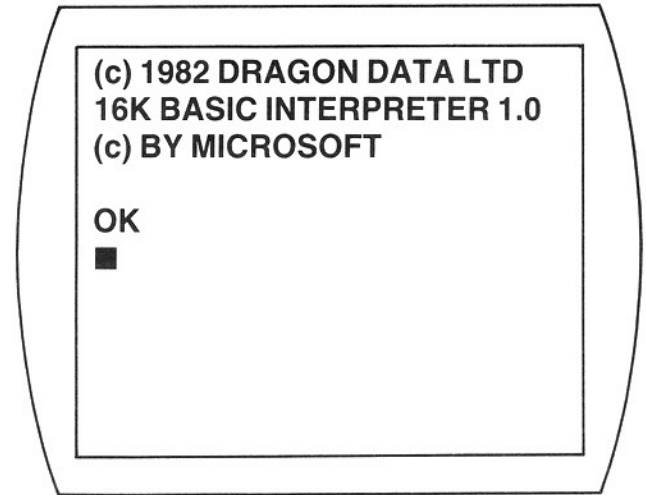 (c) 1982 DRAGON DATA LTD
16K BASIC INTERPRETER 1.0
(c) BY MICROSOFT
OK